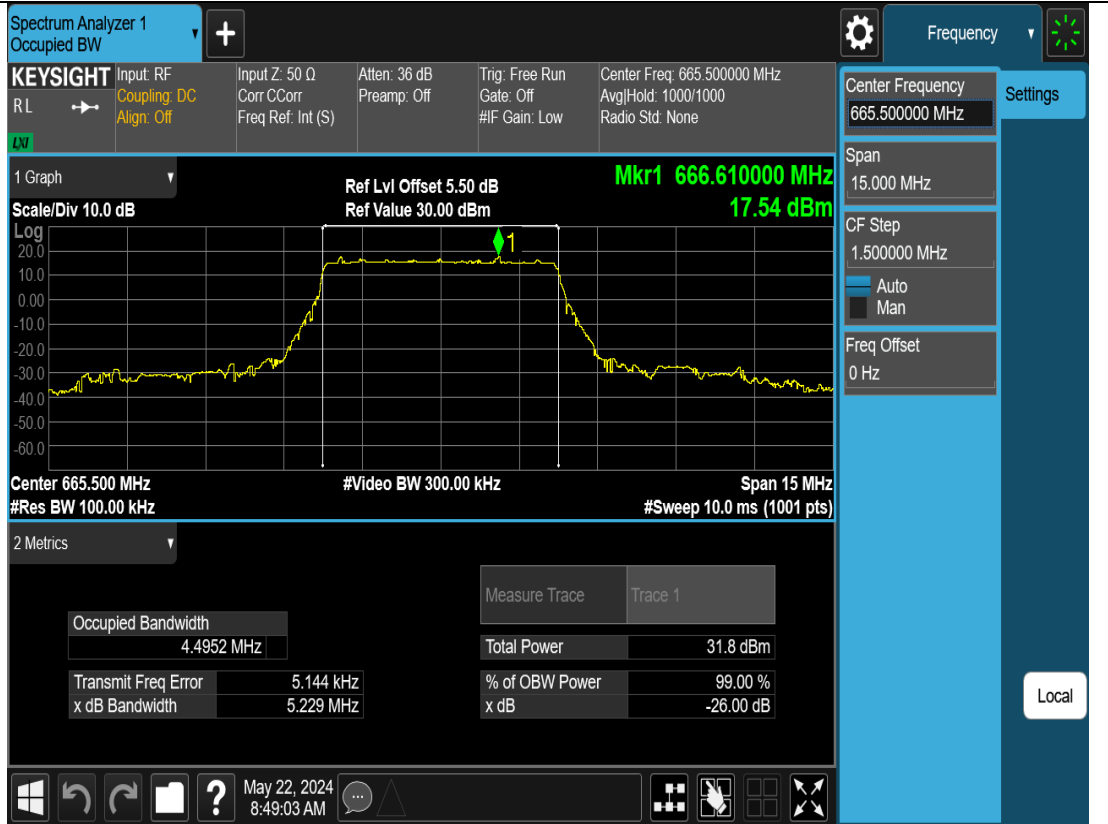 Spectrum Analyzer 1
Occupied BW
+
Frequency
KEYSIGHT
Input: RF
Input Z: 50 Ω
Atten: 36 dB
Trig: Free Run
Center Freq: 665.500000 MHz
R L
Coupling: DC
Corr CCorr
Preamp: Off
Gate: Off
Avg|Hold: 1000/1000
Align: Off
Freq Ref: Int (S)
#IF Gain: Low
Radio Std: None
LXI
Center Frequency
665.500000 MHz
Settings
Span
15.000 MHz
CF Step
1.500000 MHz
Auto
Man
Freq Offset
0 Hz
Local
1 Graph
Ref Lvl Offset 5.50 dB
Mkr1 666.610000 MHz
Scale/Div 10.0 dB
Ref Value 30.00 dBm
17.54 dBm
Log
1
20.0
10.0
0.00
-10.0
-20.0
-30.0
-40.0
-50.0
-60.0
Center 665.500 MHz
#Video BW 300.00 kHz
Span 15 MHz
#Res BW 100.00 kHz
#Sweep 10.0 ms (1001 pts)
2 Metrics
Measure Trace
Trace 1
Occupied Bandwidth
4.4952 MHz
Total Power
31.8 dBm
Transmit Freq Error
5.144 kHz
% of OBW Power
99.00 %
x dB Bandwidth
5.229 MHz
x dB
-26.00 dB
?
May 22, 2024
8:49:03 AM